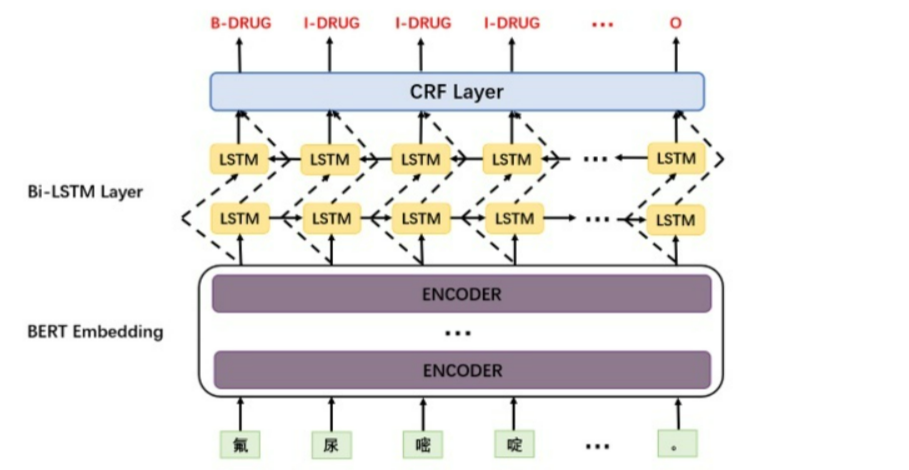 B-DRUG I-DRUG I-DRUG I-DRUG ... O
CRF Layer
LSTM LSTM LSTM LSTM ... LSTM
Bi-LSTM Layer
LSTM LSTM LSTM LSTM ... LSTM
ENCODER
BERT Embedding
...
ENCODER
氟 尿 嘧 啶 ... 。